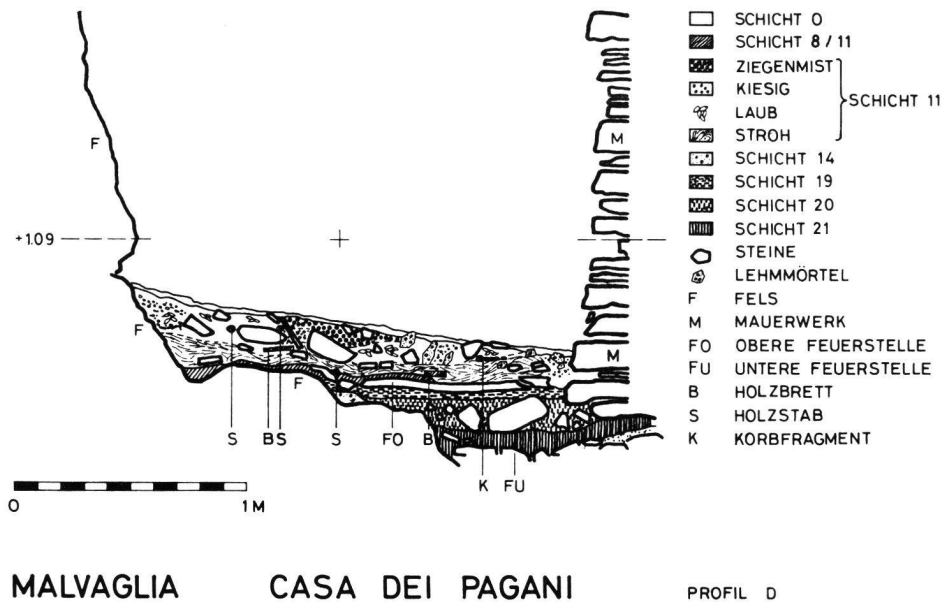 SCHICHT 0
SCHICHT 8/11
ZIEGENMIST
KIESIG
LAUB
STROH
SCHICHT 11
SCHICHT 14
SCHICHT 19
SCHICHT 20
SCHICHT 21
STEINE
LEHMMÖRTEL
F FELS
M MAUERWERK
FO OBERE FEUERSTELLE
FU UNTERE FEUERSTELLE
B HOLZBRETT
S HOLZSTAB
K KORBFRAGMENT
F
M
+1.09
F
M
F
S B S S FO B
K FU
0 1 M
MALVAGLIA CASA DEI PAGANI PROFIL D